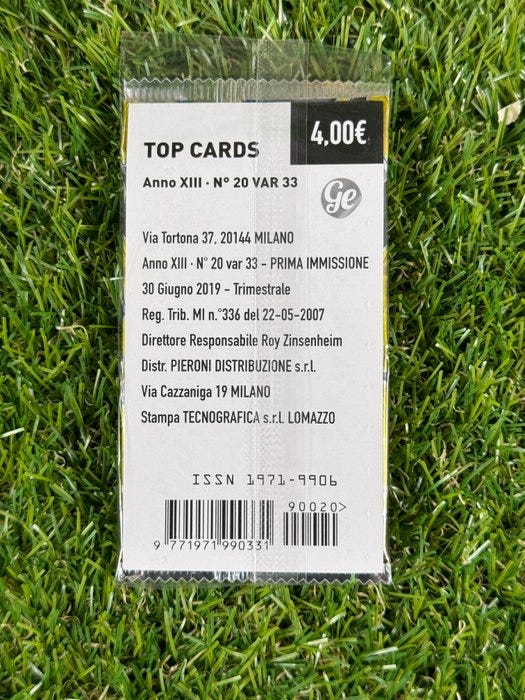 4,00€
TOP CARDS
Anno XIII · N° 20 VAR 33
Ge
Via Tortona 37, 20144 MILANO
Anno XIII · N° 20 var 33 - PRIMA IMMISSIONE
30 Giugno 2019 - Trimestrale
Reg. Trib. MI n.°336 del 22-05-2007
Direttore Responsabile Roy Zinsenheim
Distr. PIERONI DISTRIBUZIONE s.r.l.
Via Cazzaniga 19 MILANO
Stampa TECNOGRAFICA s.r.l. LOMAZZO
ISSN 1971-9906
90020>
9 771971 990331